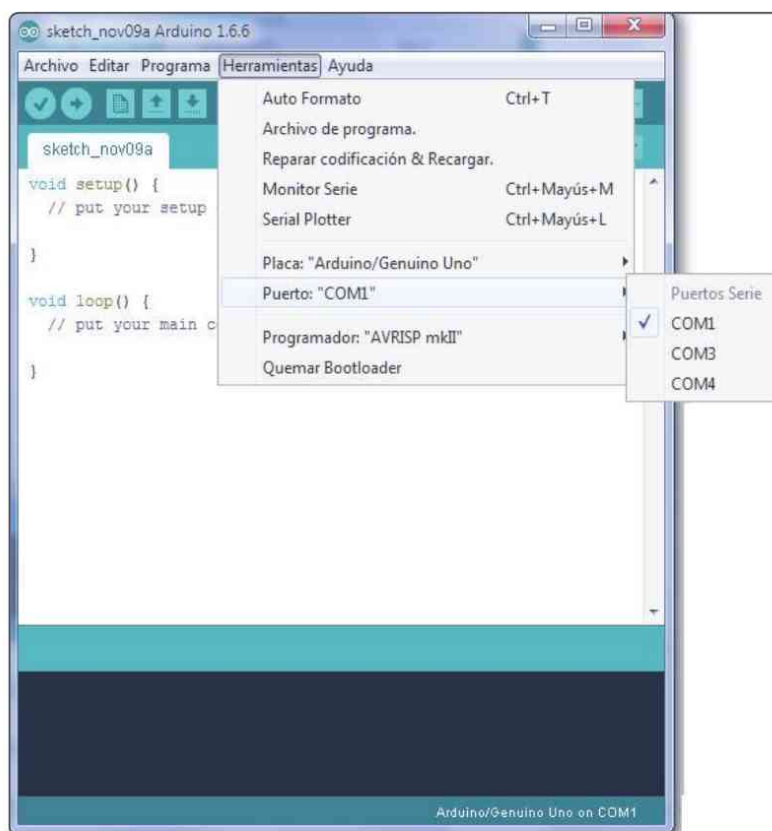 sketch_nov09a Arduino 1.6.6
Archivo Editar Programa Herramientas Ayuda
Auto Formato Ctrl+T
Archivo de programa.
Reparar codificación & Recargar.
Monitor Serie Ctrl+Mayús+M
Serial Plotter Ctrl+Mayús+L
Placa: "Arduino/Genuino Uno"
Puerto: "COM1"
Programador: "AVRISP mkII"
Quemar Bootloader
Puertos Serie
COM1
COM3
COM4
sketch_nov09a
void setup() {
// put your setup
}
void loop() {
// put your main c
}
Arduino/Genuino Uno on COM1